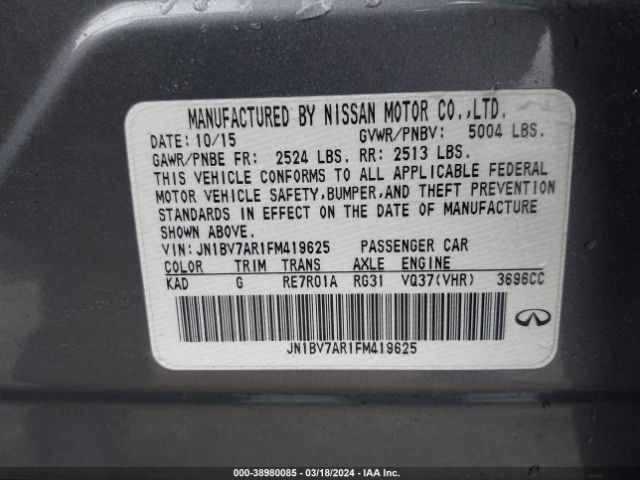 MANUFACTURED BY NISSAN MOTOR CO.,LTD.
DATE: 10/15 GVWR/PNBV: 5004 LBS.
GAWR/PNBE FR: 2524 LBS. RR: 2513 LBS.
THIS VEHICLE CONFORMS TO ALL APPLICABLE FEDERAL
MOTOR VEHICLE SAFETY,BUMPER,AND THEFT PREVENTION
STANDARDS IN EFFECT ON THE DATE OF MANUFACTURE
SHOWN ABOVE.
VIN: JN1BV7AR1FM419625 PASSENGER CAR
COLOR TRIM TRANS AXLE ENGINE
KAD G RE7R01A RG31 VQ37(VHR) 3696CC
JN1BV7AR1FM419625
000-38980085 - 03/18/2024 - IAA Inc.